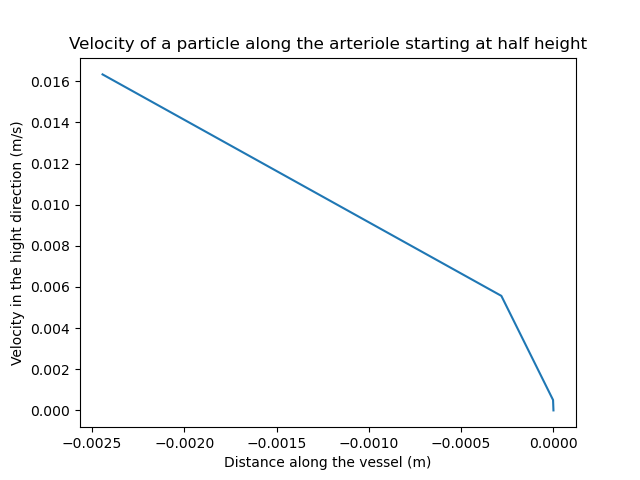 Velocity of a particle along the arteriole starting at half height
0.016
0.014
0.012
0.010
0.008
0.006
0.004
0.002
0.000
Velocity in the hight direction (m/s)
−0.0025 −0.0020 −0.0015 −0.0010 −0.0005 0.0000
Distance along the vessel (m)